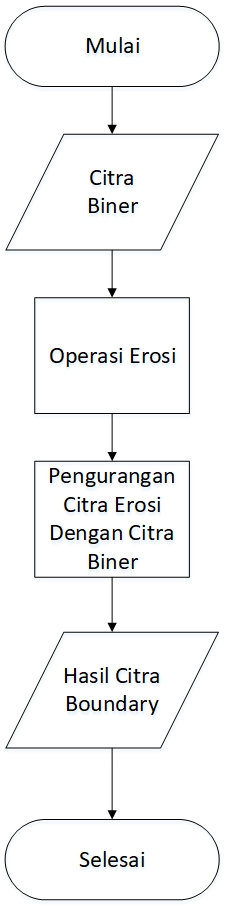 Mulai
Citra
Biner
Operasi Erosi
Pengurangan
Citra Erosi
Dengan Citra
Biner
Hasil Citra
Boundary
Selesai